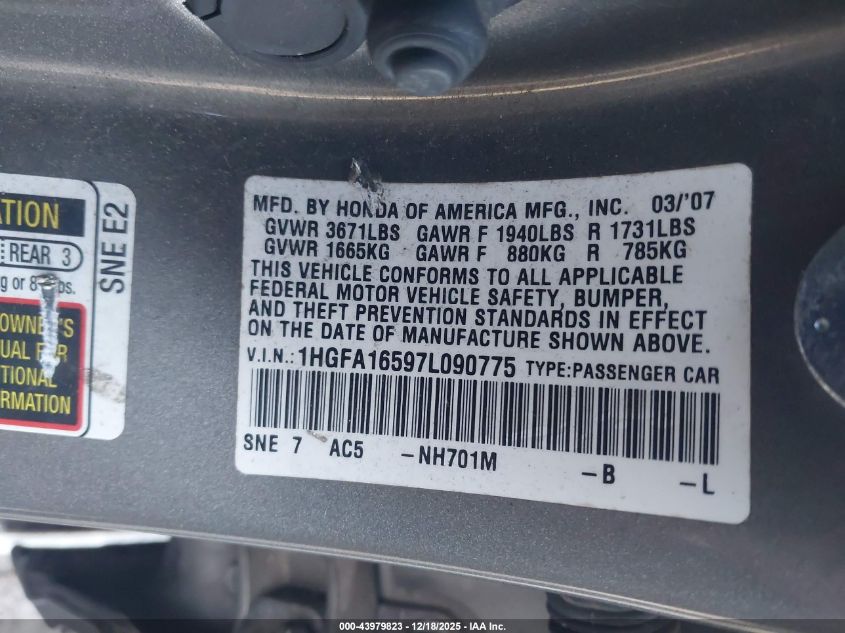 ATION
REAR 3
g or 8
OWNER'S
UAL FOR
TIONAL
FORMATION
SNE E2
MFD. BY HONDA OF AMERICA MFG., INC. 03/'07
GVWR 3671LBS GAWR F 1940LBS R 1731LBS
GVWR 1665KG GAWR F 880KG R 785KG
THIS VEHICLE CONFORMS TO ALL APPLICABLE
FEDERAL MOTOR VEHICLE SAFETY, BUMPER,
AND THEFT PREVENTION STANDARDS IN EFFECT
ON THE DATE OF MANUFACTURE SHOWN ABOVE.
V.I.N.: 1HGFA16597L090775 TYPE:PASSENGER CAR
SNE 7 AC5 -NH701M -B -L
000-43979823 - 12/18/2025 - IAA, Inc.